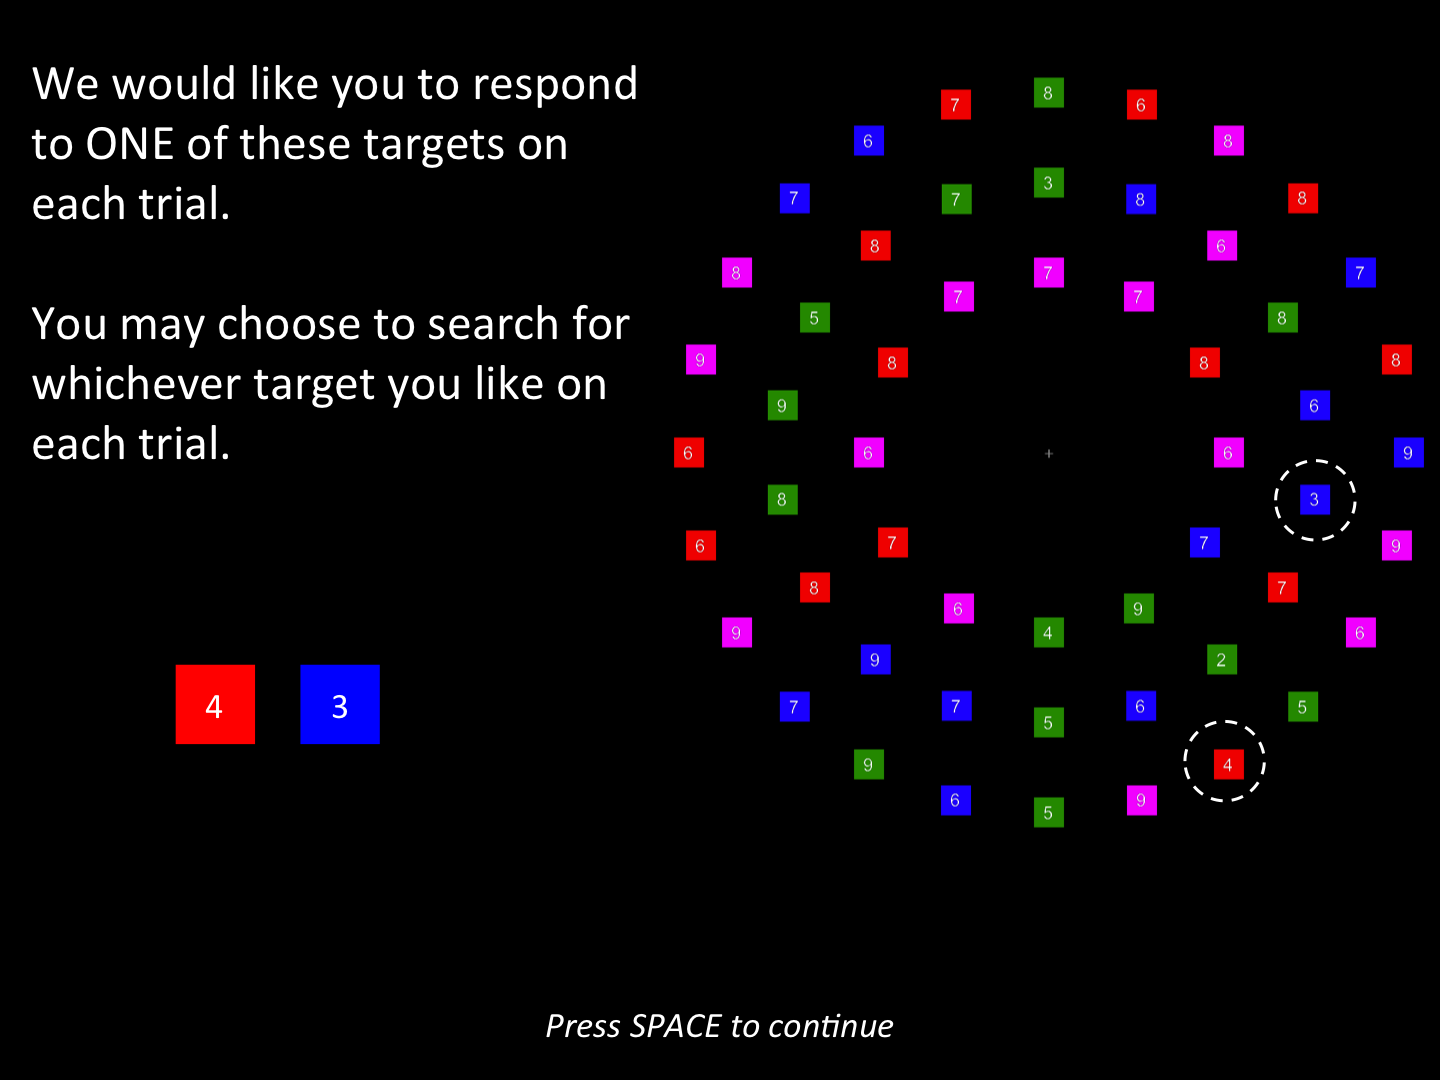 We would like you to respond
to ONE of these targets on
each trial.
You may choose to search for
whichever target you like on
each trial.
4 3
8
7 6
6 8
3
7 8 7 8
8 6
8 7 7 7 7
5 8
9 8 8 8
9 6
6 6 6 9
8 3
6 7 7 9
8 7
6 9
9 4 6
9 2
7 7 6 5
5
9 4
6 9
5
Press SPACE to continue